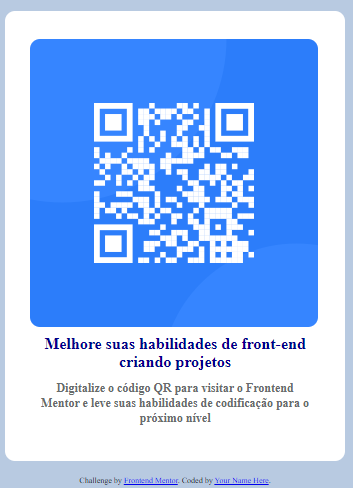 Melhore suas habilidades de front-end
criando projetos
Digitalize o código QR para visitar o Frontend
Mentor e leve suas habilidades de codificação para o
próximo nível
Challenge by Frontend Mentor. Coded by Your Name Here.